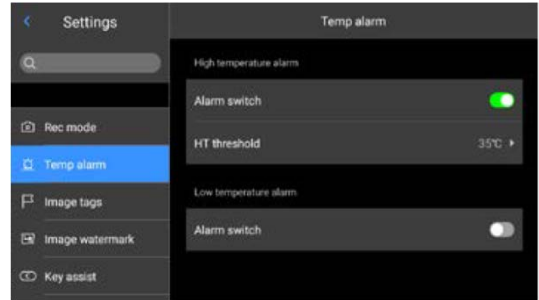 Settings
Temp alarm
High temperature alarm
Alarm switch
Rec mode
HT threshold
35℃
Temp alarm
Image tags
Low temperature alarm
Alarm switch
Image watermark
Key assist